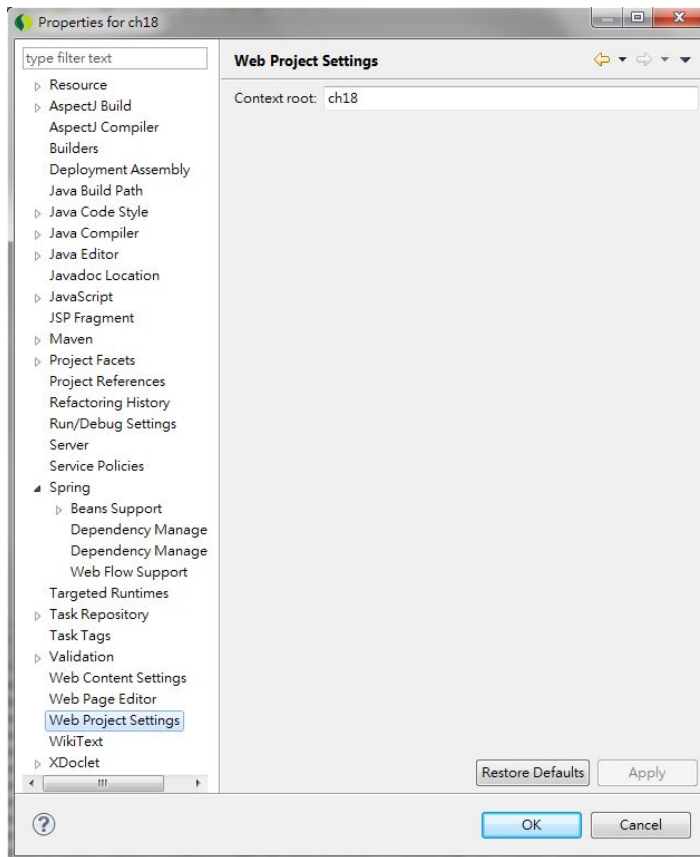 Properties for ch18
type filter text
Web Project Settings
Resource
AspectJ Build
AspectJ Compiler
Builders
Deployment Assembly
Java Build Path
Java Code Style
Java Compiler
Java Editor
Javadoc Location
JavaScript
JSP Fragment
Maven
Project Facets
Project References
Refactoring History
Run/Debug Settings
Server
Service Policies
Spring
Beans Support
Dependency Manage
Dependency Manage
Web Flow Support
Targeted Runtimes
Task Repository
Task Tags
Validation
Web Content Settings
Web Page Editor
Web Project Settings
WikiText
XDoclet
Context root: ch18
Restore Defaults Apply
? OK Cancel